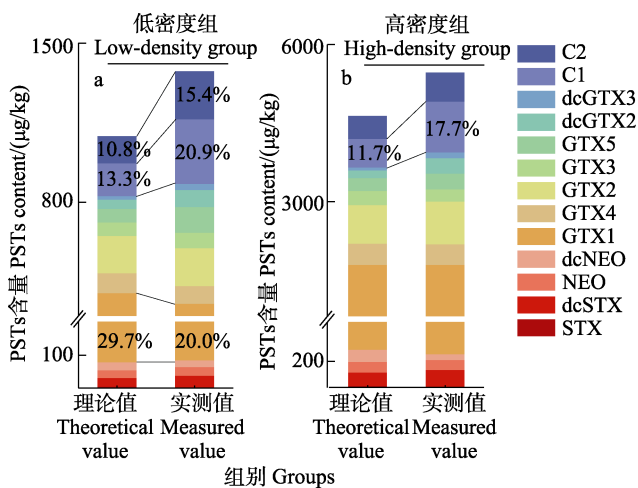 低密度组
Low-density group
高密度组
High-density group
PSTs含量 PSTs content/(μg/kg)
1500
800
100
a
10.8%
13.3%
29.7%
15.4%
20.9%
20.0%
理论值
Theoretical
value
实测值
Measured
value
PSTs含量 PSTs content/(μg/kg)
6000
3000
200
b
11.7%
17.7%
理论值
Theoretical
value
实测值
Measured
value
组别 Groups
C2
C1
dcGTX3
dcGTX2
GTX5
GTX3
GTX2
GTX4
GTX1
dcNEO
NEO
dcSTX
STX